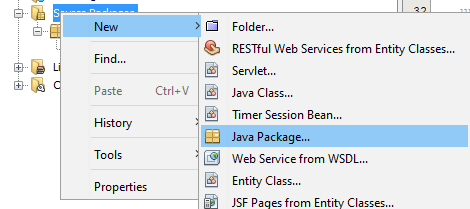 Source Packages
32
New
Folder...
RESTful Web Services from Entity Classes...
Find...
Servlet...
Paste Ctrl+V
Java Class...
Timer Session Bean...
History
Java Package...
Tools
Web Service from WSDL...
Properties
Entity Class...
JSF Pages from Entity Classes...
Li